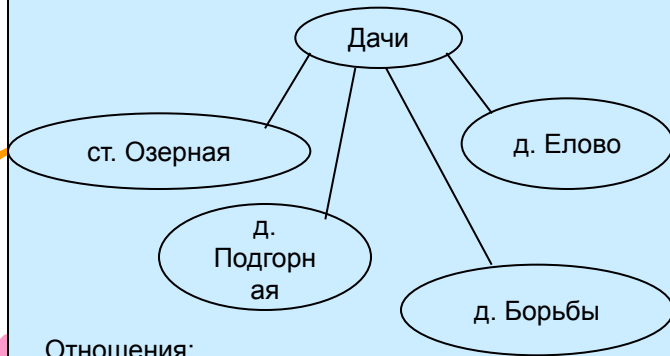 Дачи
ст. Озерная
д. Елово
д.
Подгорн
ая
д. Борьбы
Отношения: